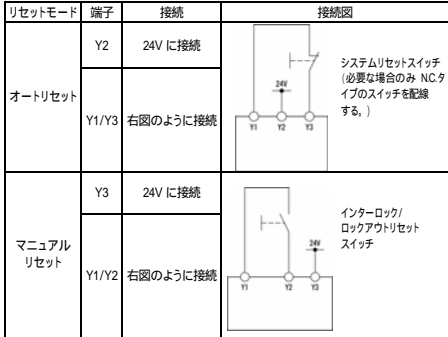 リセットモード 端子 接続 接続図
オートリセット
Y2 24Vに接続
Y1/Y3 右図のように接続
24V
Y1 Y2 Y3
システムリセットスイッチ
(必要な場合のみ N.C.タ
イプのスイッチを配線
する。)
マニュアル
リセット
Y3 24Vに接続
Y1/Y2 右図のように接続
24V
Y1 Y2 Y3
インターロック/
ロックアウトリセット
スイッチ